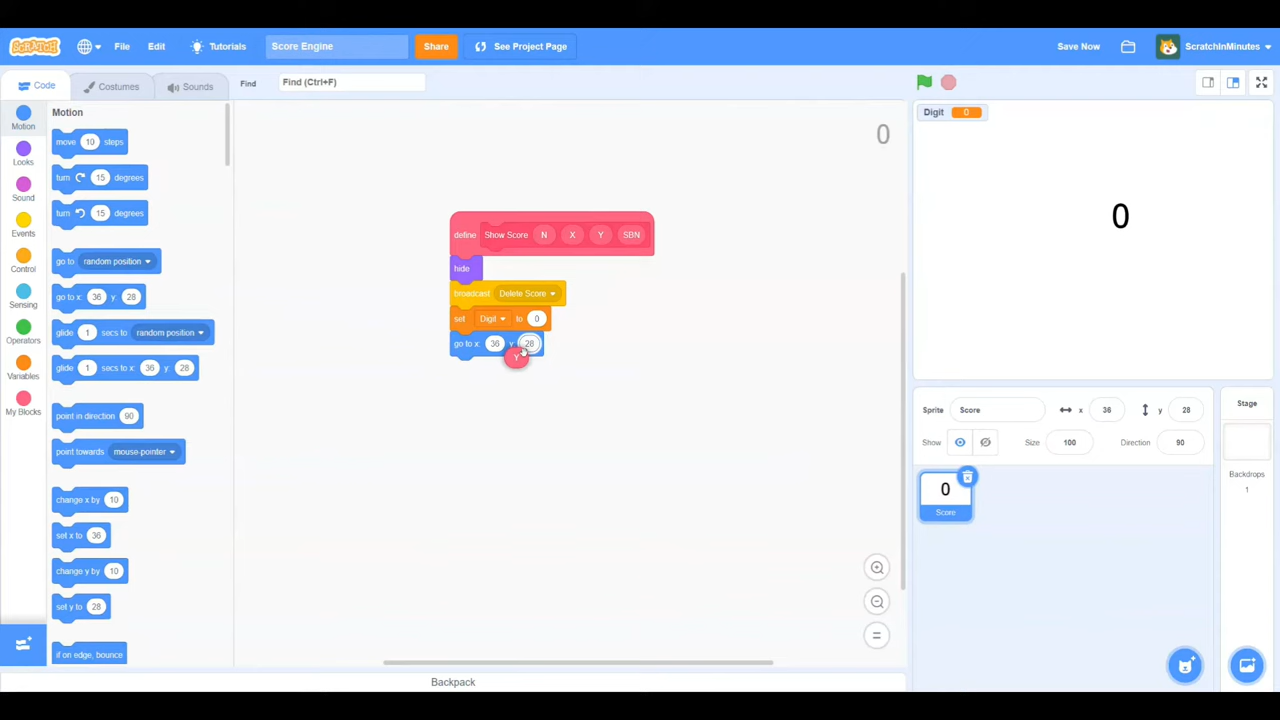 SCRATCH File Edit Tutorials Score Engine Share See Project Page Save Now ScratchInMinutes
Code Costumes Sounds Find Find (Ctrl+F)
Motion
Looks
Sound
Events
Control
Sensing
Operators
Variables
My Blocks
Motion
move 10 steps
turn 15 degrees
turn 15 degrees
go to random position
go to x: 36 y: 28
glide 1 secs to random position
glide 1 secs to x: 36 y: 28
point in direction 90
point towards mouse-pointer
change x by 10
set x to 36
change y by 10
set y to 28
if on edge, bounce
0
define Show Score N X Y SBN
hide
broadcast Delete Score
set Digit to 0
go to x: 36 y: 28
Y
Backpack
Digit 0
0
Sprite Score x 36 y 28
Show Size 100 Direction 90
0
Score
Stage
Backdrops
1